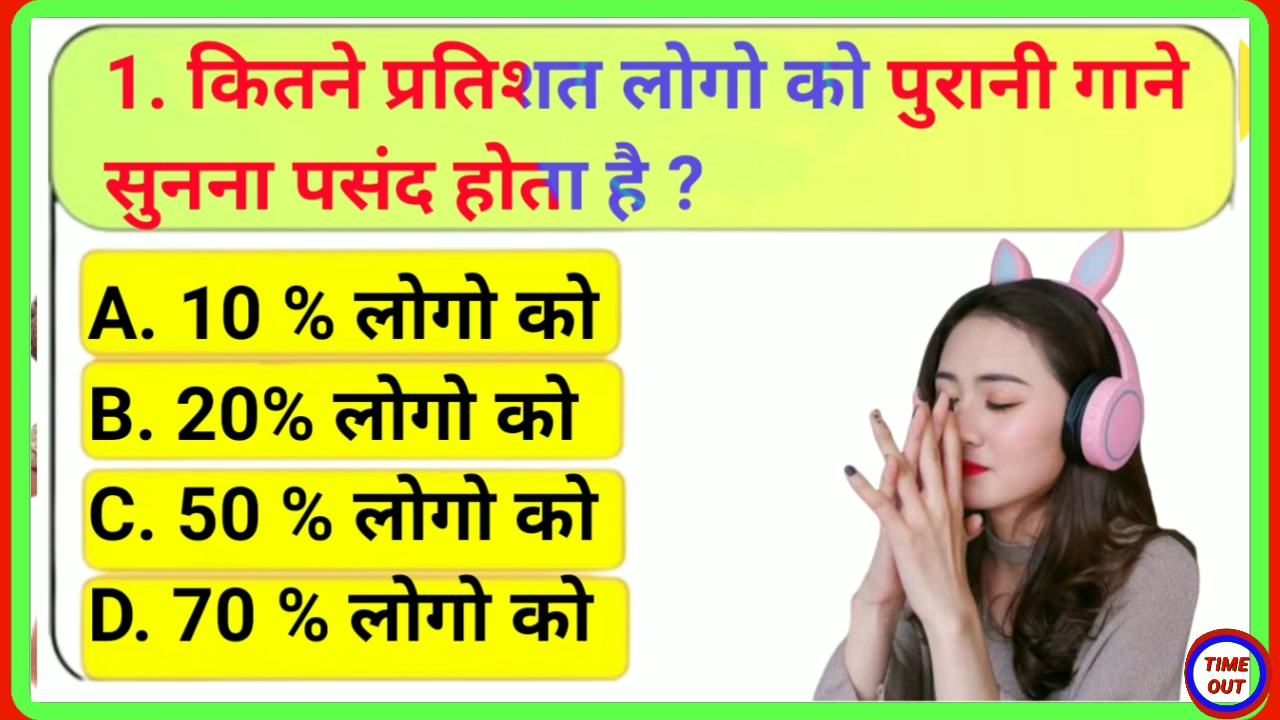 1. कितने प्रतिशत लोगो को पुरानी गाने
सुनना पसंद होता है ?
A. 10 % लोगो को
B. 20% लोगो को
C. 50 % लोगो को
D. 70 % लोगो को
TIME
OUT